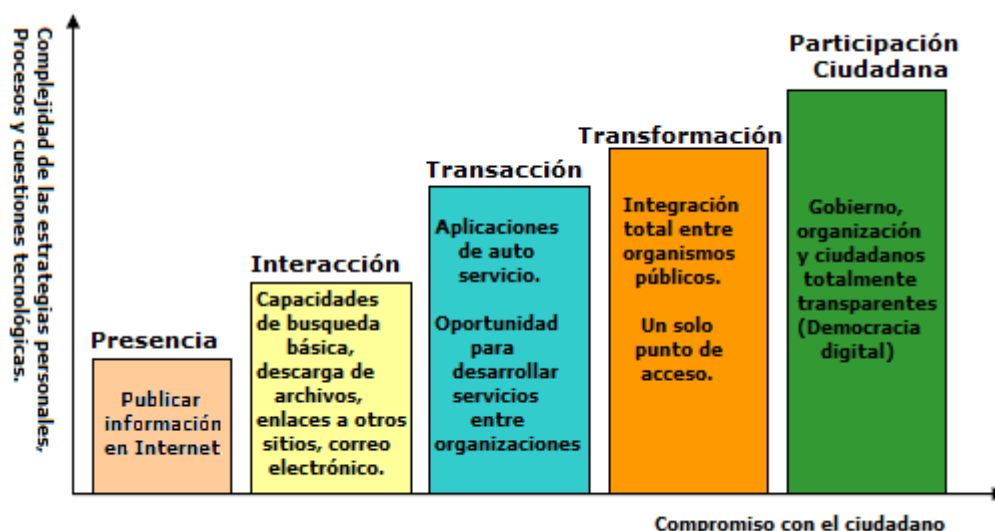 Complejidad de las estrategias personales,
Procesos y cuestiones tecnológicas.
Presencia
Publicar
información
en Internet
Interacción
Capacidades
de busqueda
básica,
descarga de
archivos,
enlaces a otros
sitios, correo
electrónico.
Transacción
Aplicaciones
de auto
servicio.
Oportunidad
para
desarrollar
servicios
entre
organizaciones
Transformación
Integración
total entre
organismos
públicos.
Un solo
punto de
acceso.
Participación
Ciudadana
Gobierno,
organización
y ciudadanos
totalmente
transparentes
(Democracia
digital)
Compromiso con el ciudadano